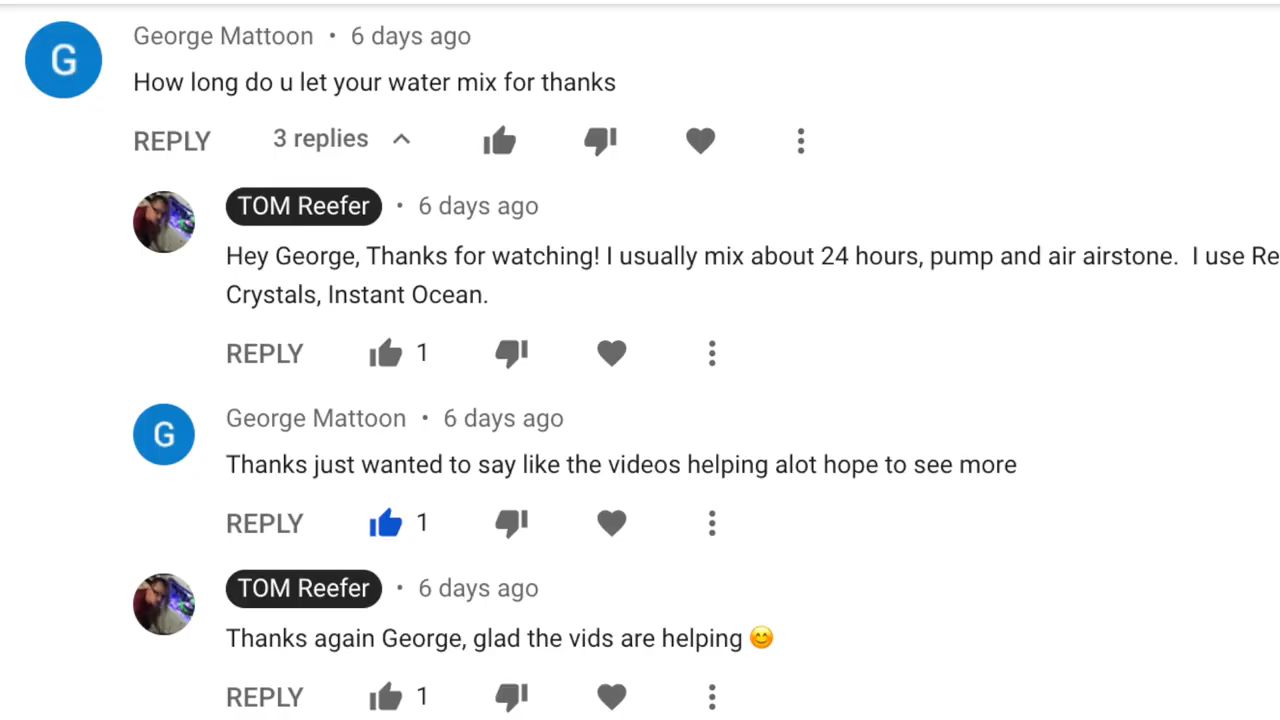 G
George Mattoon • 6 days ago
How long do u let your water mix for thanks
REPLY 3 replies
TOM Reefer • 6 days ago
Hey George, Thanks for watching! I usually mix about 24 hours, pump and air airstone. I use Re
Crystals, Instant Ocean.
REPLY 1
G
George Mattoon • 6 days ago
Thanks just wanted to say like the videos helping alot hope to see more
REPLY 1
TOM Reefer • 6 days ago
Thanks again George, glad the vids are helping 😊
REPLY 1